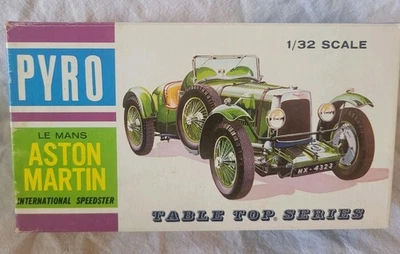 PYRO
1/32 SCALE
LE MANS
ASTON
MARTIN
INTERNATIONAL SPEEDSTER
MX-4323
TABLE TOP® SERIES